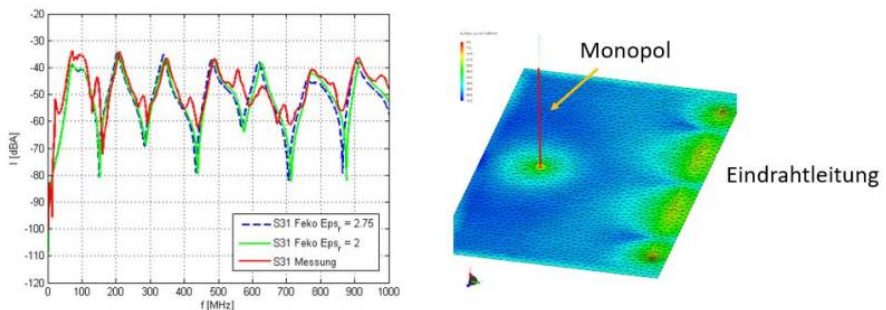 -20
-30
-40
-50
-60
-70
-80
-90
-100
-110
-120
I [dBA]
0 100 200 300 400 500 600 700 800 900 1000
f [MHz]
S31 Feko Eps_r = 2.75
S31 Feko Eps_r = 2
S31 Messung
Monopol
Eindrahtleitung